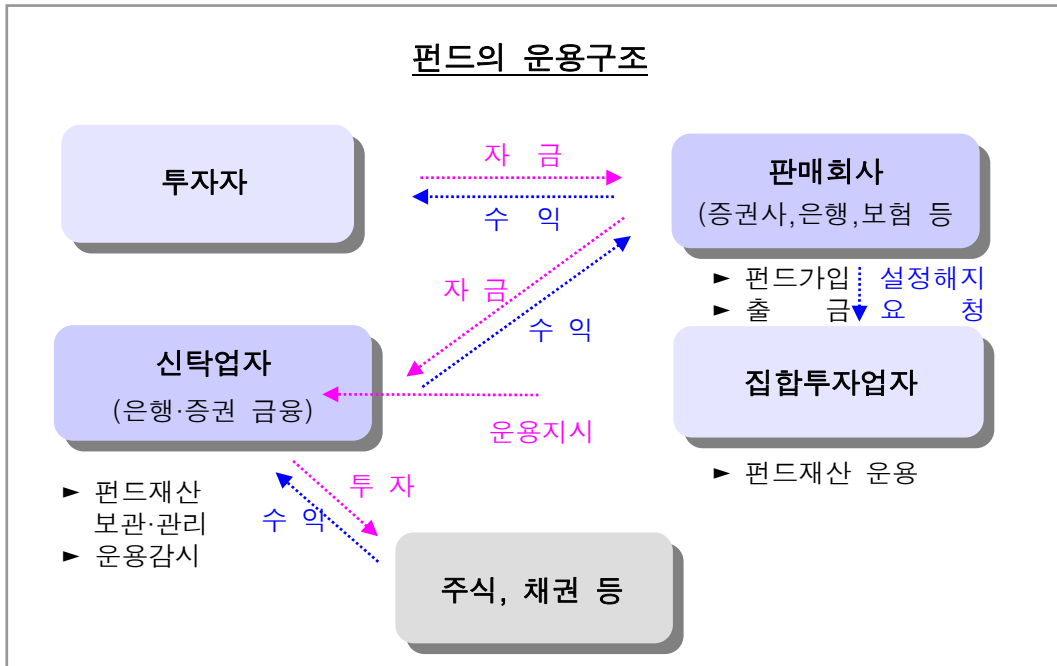 펀드의 운용구조
투자자
자 금
수 익
판매회사
(증권사,은행,보험 등
► 펀드가입
► 출 금
설정해지
요 청
자 금
수 익
신탁업자
(은행·증권 금융)
집합투자업자
운용지시
► 펀드재산 운용
► 펀드재산
보관·관리
► 운용감시
투 자
수 익
주식, 채권 등